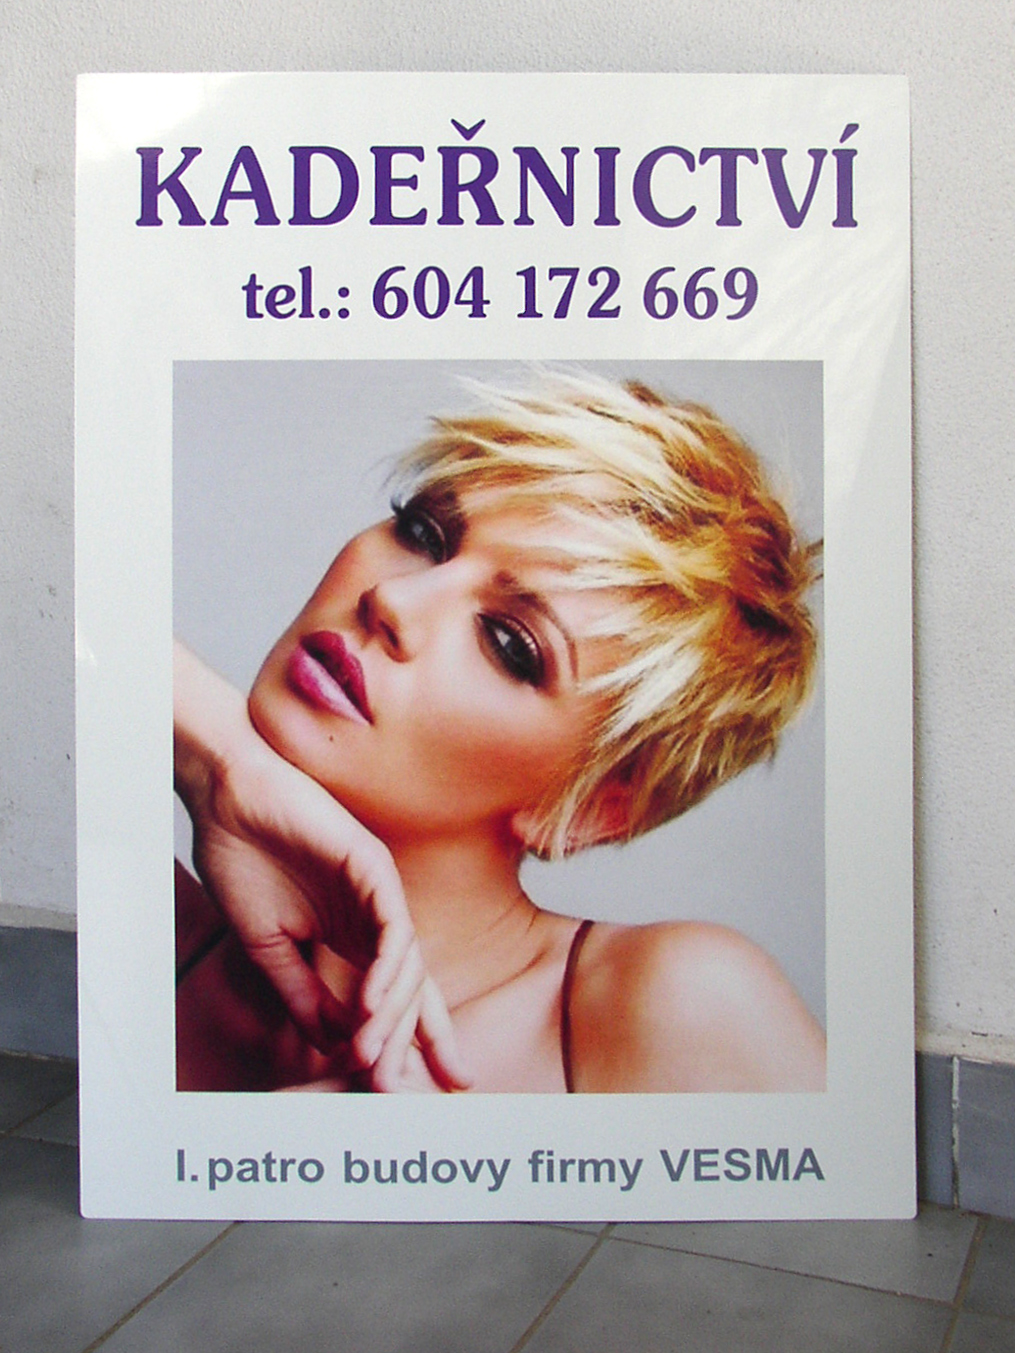 KADEŘNICTVÍ
tel.: 604 172 669
I. patro budovy firmy VESMA